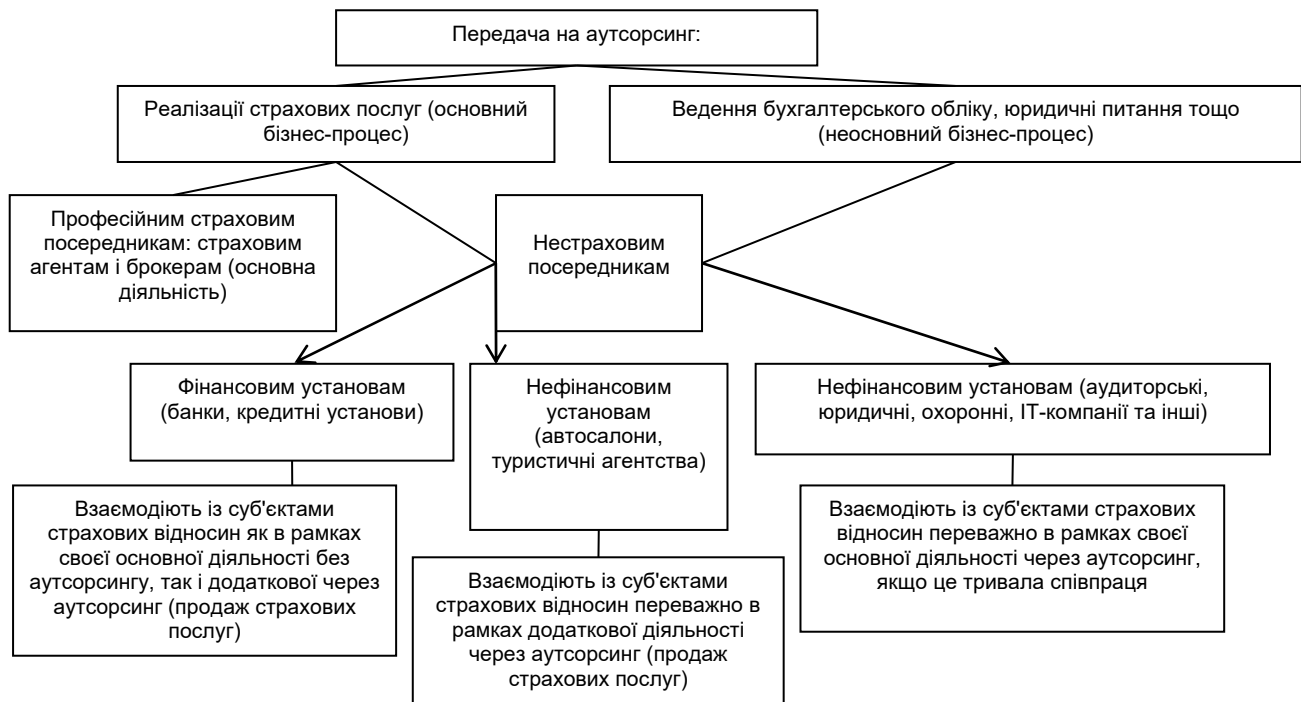 Передача на аутсорсинг:
Реалізації страхових послуг (основний
бізнес-процес)
Ведення бухгалтерського обліку, юридичні питання тощо
(неосновний бізнес-процес)
Професійним страховим
посередникам: страховим
агентам і брокерам (основна
діяльність)
Нестраховим
посередникам
Фінансовим установам
(банки, кредитні установи)
Нефінансовим
установам
(автосалони,
туристичні агентства)
Нефінансовим установам (аудиторські,
юридичні, охоронні, ІТ-компанії та інші)
Взаємодіють із суб'єктами
страхових відносин як в рамках
своєї основної діяльності без
аутсорсингу, так і додаткової через
аутсорсинг (продаж страхових
послуг)
Взаємодіють із суб'єктами
страхових відносин переважно в
рамках додаткової діяльності
через аутсорсинг (продаж
страхових послуг)
Взаємодіють із суб'єктами страхових
відносин переважно в рамках своєї
основної діяльності через аутсорсинг,
якщо це тривала співпраця